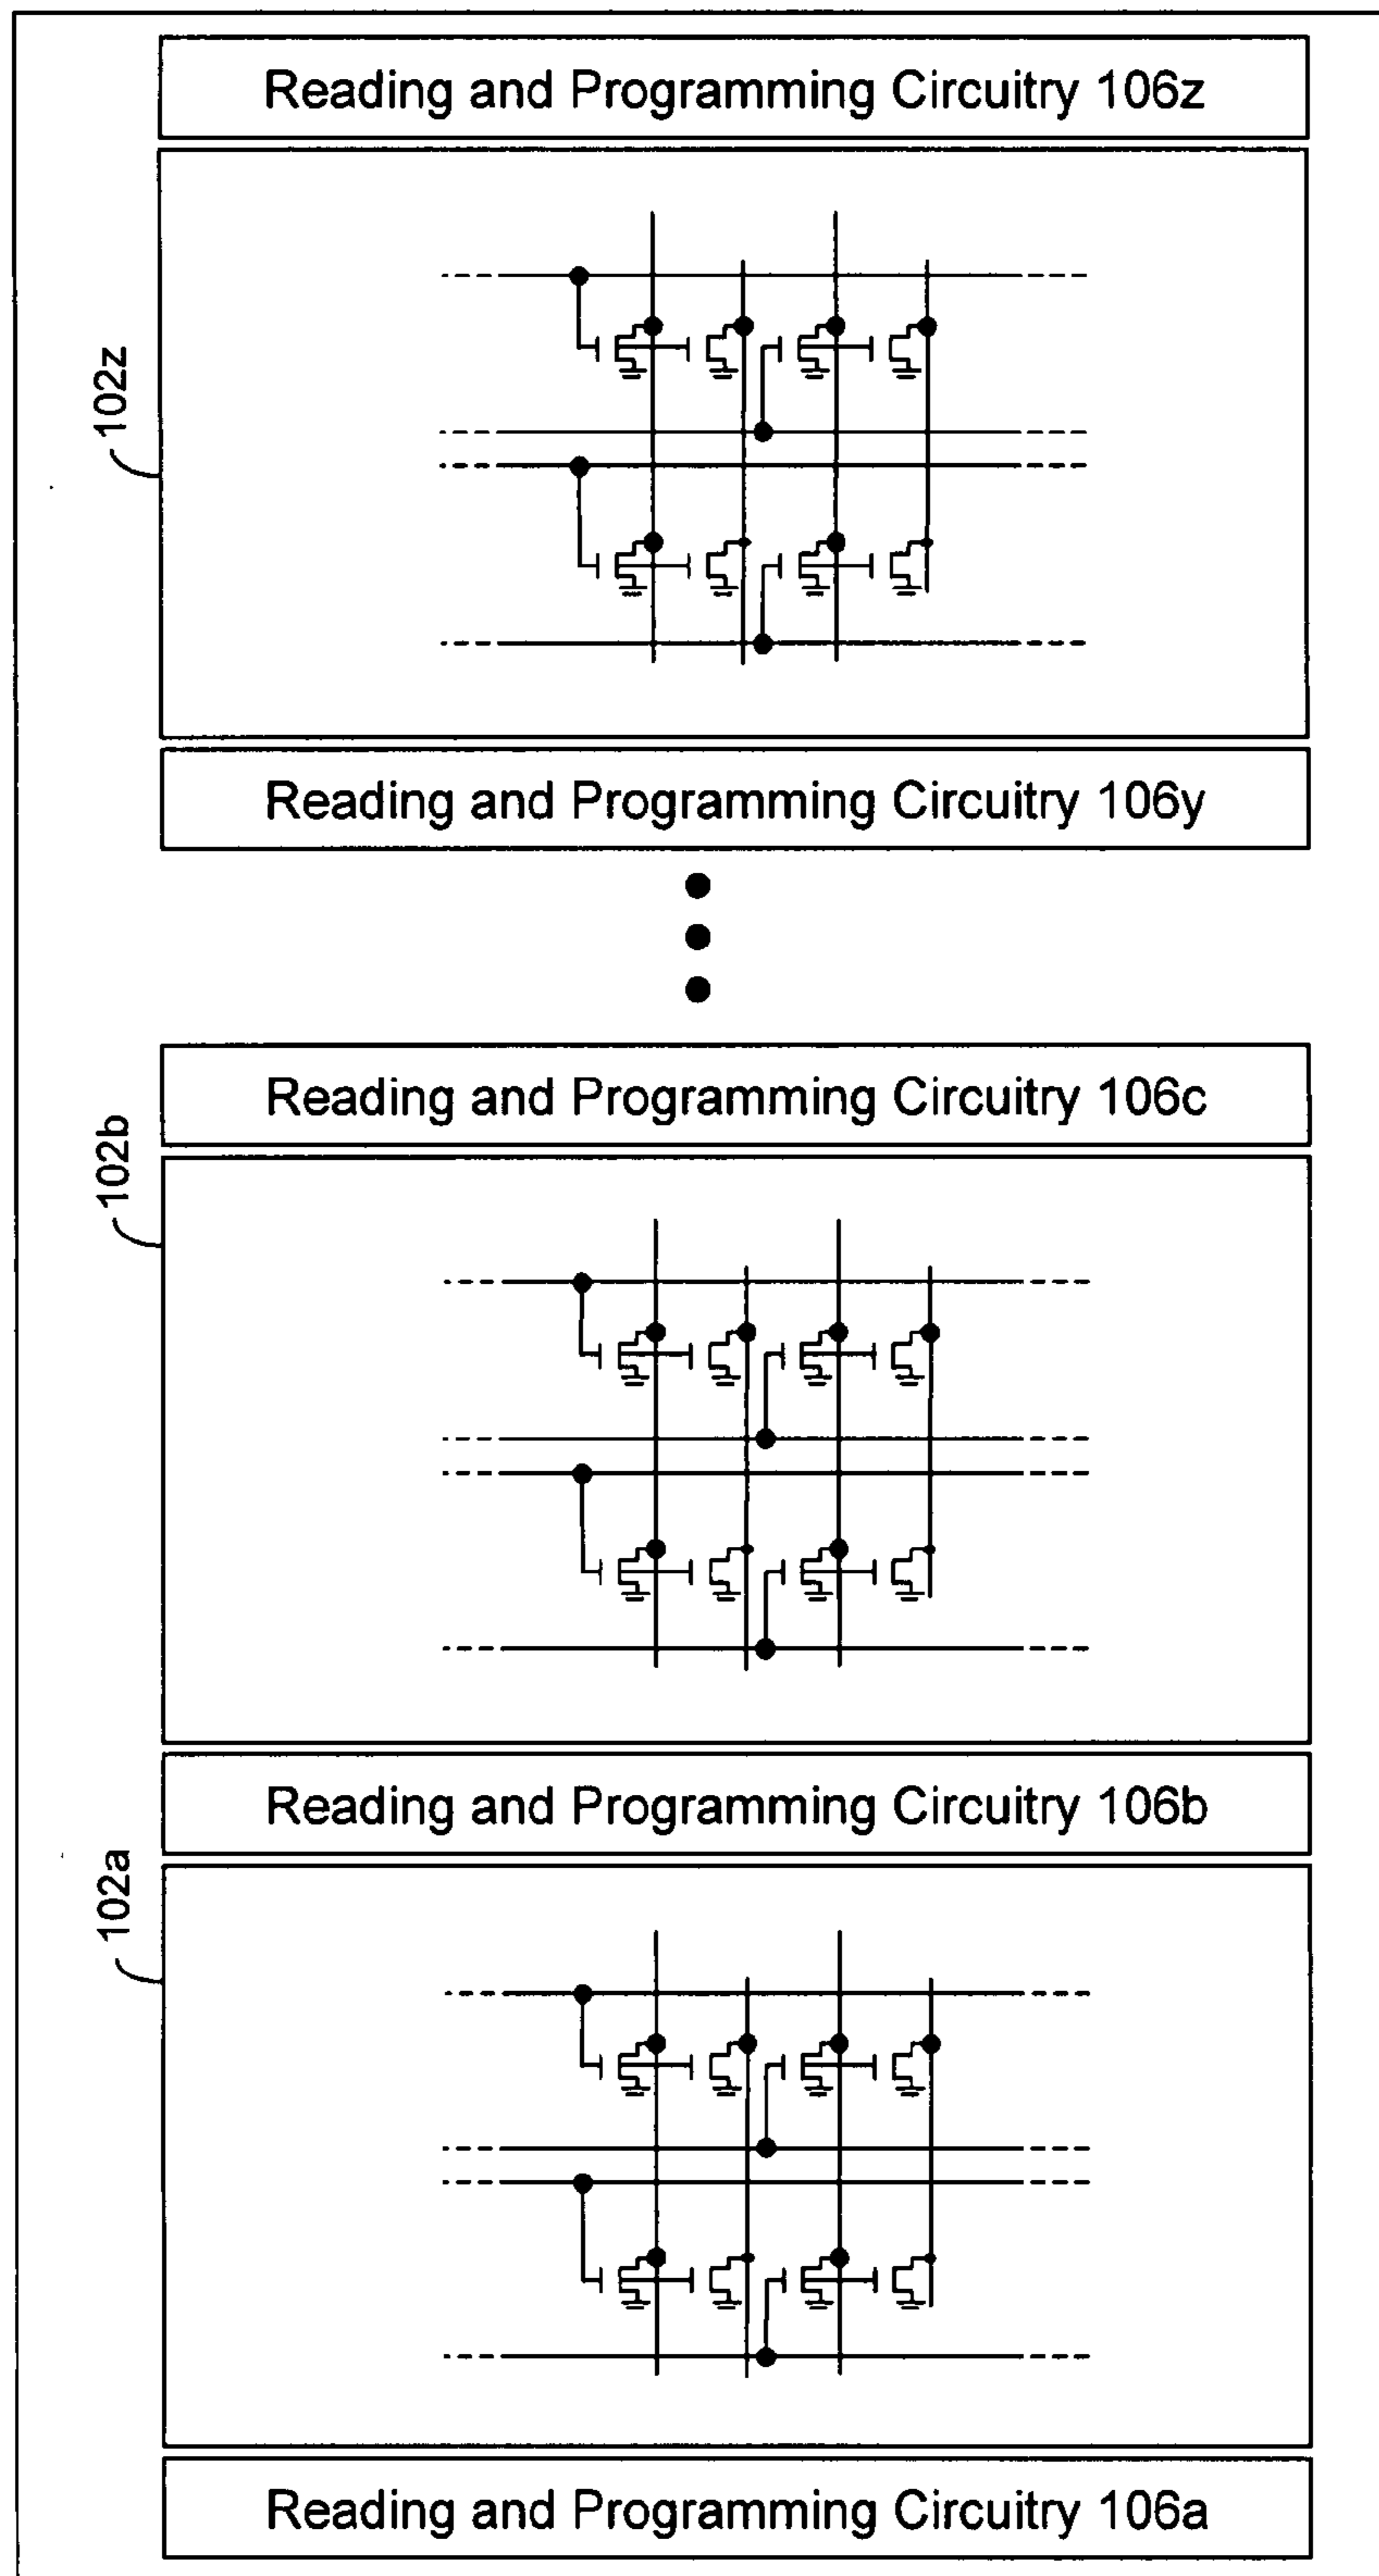 Reading and Programming Circuitry 106z
102z
Reading and Programming Circuitry 106y
Reading and Programming Circuitry 106c
102b
Reading and Programming Circuitry 106b
102a
Reading and Programming Circuitry 106a